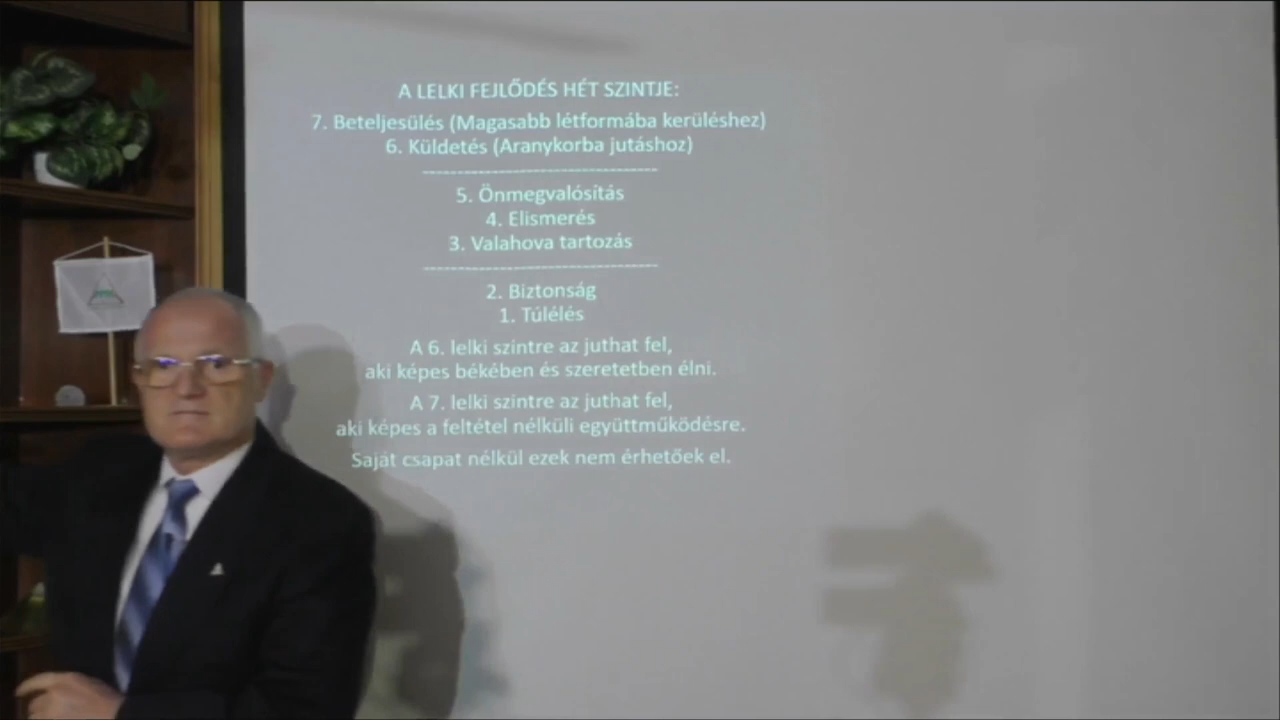 A LELKI FEJLŐDÉS HÉT SZINTJE:
7. Beteljesülés (Magasabb létformába kerüléshez)
6. Küldetés (Aranykorba jutáshoz)
--------------------------------------
5. Önmegvalósítás
4. Elismerés
3. Valahova tartozás
--------------------------------------
2. Biztonság
1. Túlélés
A 6. lelki szintre az juthat fel,
aki képes békében és szeretetben élni.
A 7. lelki szintre az juthat fel,
aki képes a feltétel nélküli együttműködésre.
Saját csapat nélkül ezek nem érhetőek el.